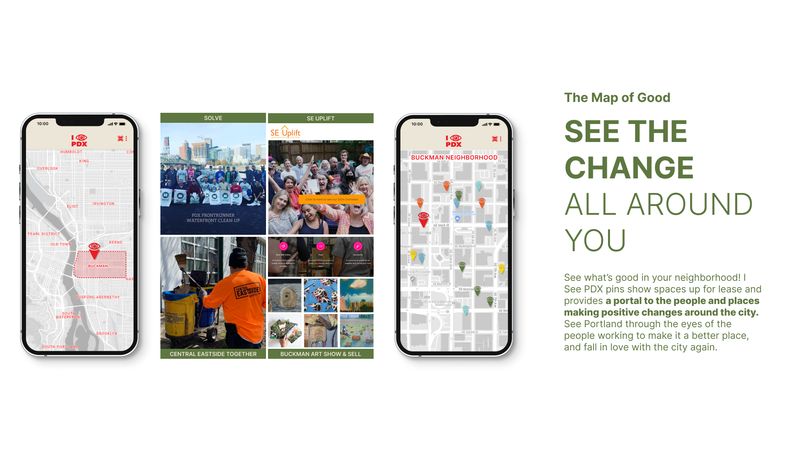 10:00
I PDX
HUMBOLDT
KING
OVERLOOK
IRVINGTON
ELIOT
PEARL DISTRICT
OLD TOWN
KERNS
BUCKMAN
HOSFORD-ABERNETHY
SOUTH WATERFRONT
BROOKLYN
SOLVE
PDX FRONTRUNNER
WATERFRONT CLEAN UP
CENTRAL EASTSIDE TOGETHER
SE UPLIFT
SE Uplift
BUCKMAN ART SHOW & SELL
10:00
I PDX
BUCKMAN NEIGHBORHOOD
The Map of Good
SEE THE
CHANGE
ALL AROUND
YOU
See what's good in your neighborhood! I
See PDX pins show spaces up for lease and
provides a portal to the people and places
making positive changes around the city.
See Portland through the eyes of the
people working to make it a better place,
and fall in love with the city again.